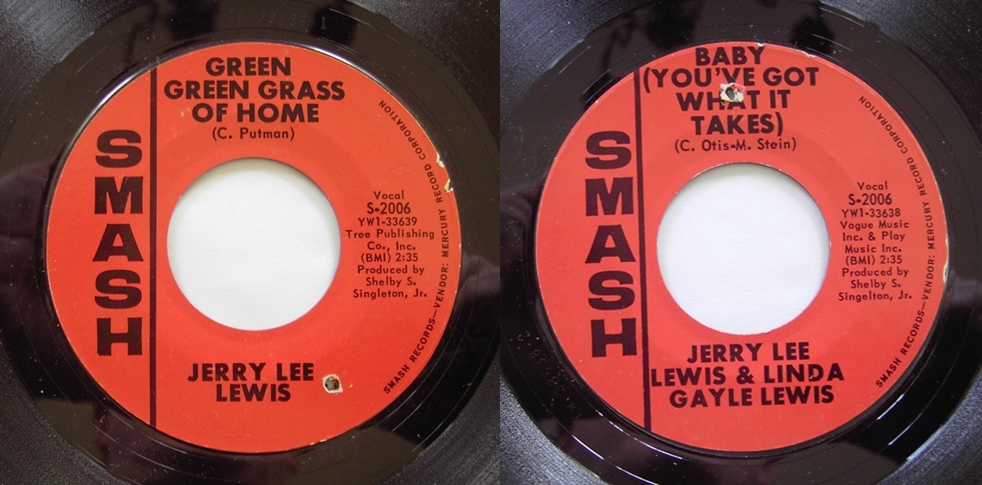 GREEN
GREEN GRASS
OF HOME
(C. Putman)
SMASH
Vocal
S-2006
YW1-33639
Tree Publishing
Co., Inc.
(BMI) 2:35
Produced by
Shelby S.
Singleton, Jr.
SMASH RECORDS—VENDOR: MERCURY RECORD CORPORATION
JERRY LEE
LEWIS
BABY
(YOU'VE GOT
WHAT IT
TAKES)
(C. Otis-M. Stein)
SMASH
Vocal
S-2006
YW1-33638
Vogue Music
Inc. & Play
Music Inc.
(BMI) 2:35
Produced by
Shelby S.
Singelton, Jr.
SMASH RECORDS—VENDOR: MERCURY RECORD CORPORATION
JERRY LEE
LEWIS & LINDA
GAYLE LEWIS